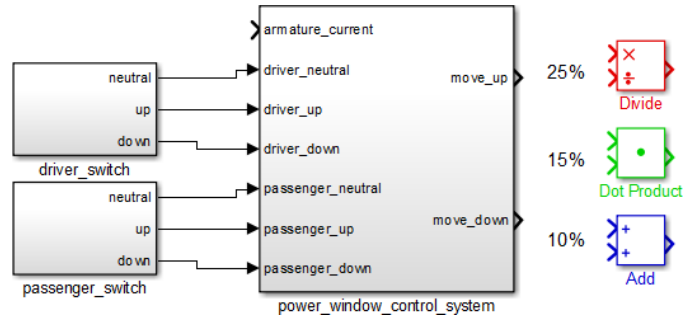 armature_current
neutral
driver_neutral
move_up
25%
×
÷
Divide
up
driver_up
down
driver_down
driver_switch
15%
Dot Product
neutral
passenger_neutral
up
passenger_up
move_down
10%
+
+
Add
down
passenger_down
passenger_switch
power_window_control_system